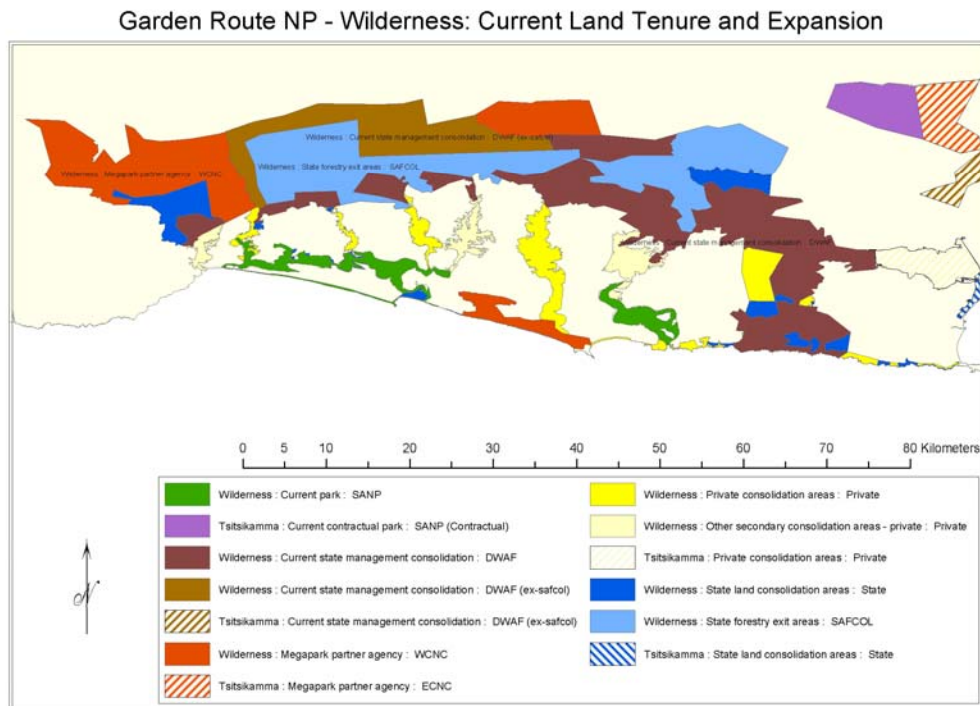 Garden Route NP - Wilderness: Current Land Tenure and Expansion
Wilderness : Current state management consolidation : DWAF (ex-safcol)
Wilderness : State forestry exit areas : SAFCOL
Wilderness : Megapark partner agency : WCNC
Wilderness : Current state management consolidation : DWAF
0 5 10 20 30 40 50 60 70 80 Kilometers
N
Wilderness : Current park : SANP
Tsitsikamma : Current contractual park : SANP (Contractual)
Wilderness : Current state management consolidation : DWAF
Wilderness : Current state management consolidation : DWAF (ex-safcol)
Tsitsikamma : Current state management consolidation : DWAF (ex-safcol)
Wilderness : Megapark partner agency : WCNC
Tsitsikamma : Megapark partner agency : ECNC
Wilderness : Private consolidation areas : Private
Wilderness : Other secondary consolidation areas - private : Private
Tsitsikamma : Private consolidation areas : Private
Wilderness : State land consolidation areas : State
Wilderness : State forestry exit areas : SAFCOL
Tsitsikamma : State land consolidation areas : State